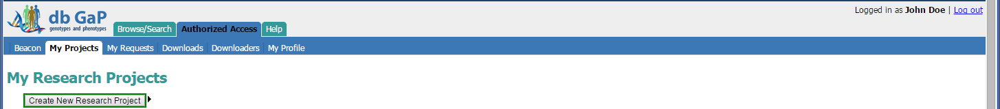 Logged in as John Doe | Log out
db GaP
genotypes and phenotypes
Browse/Search Authorized Access Help
Beacon My Projects My Requests Downloads Downloaders My Profile
My Research Projects
Create New Research Project